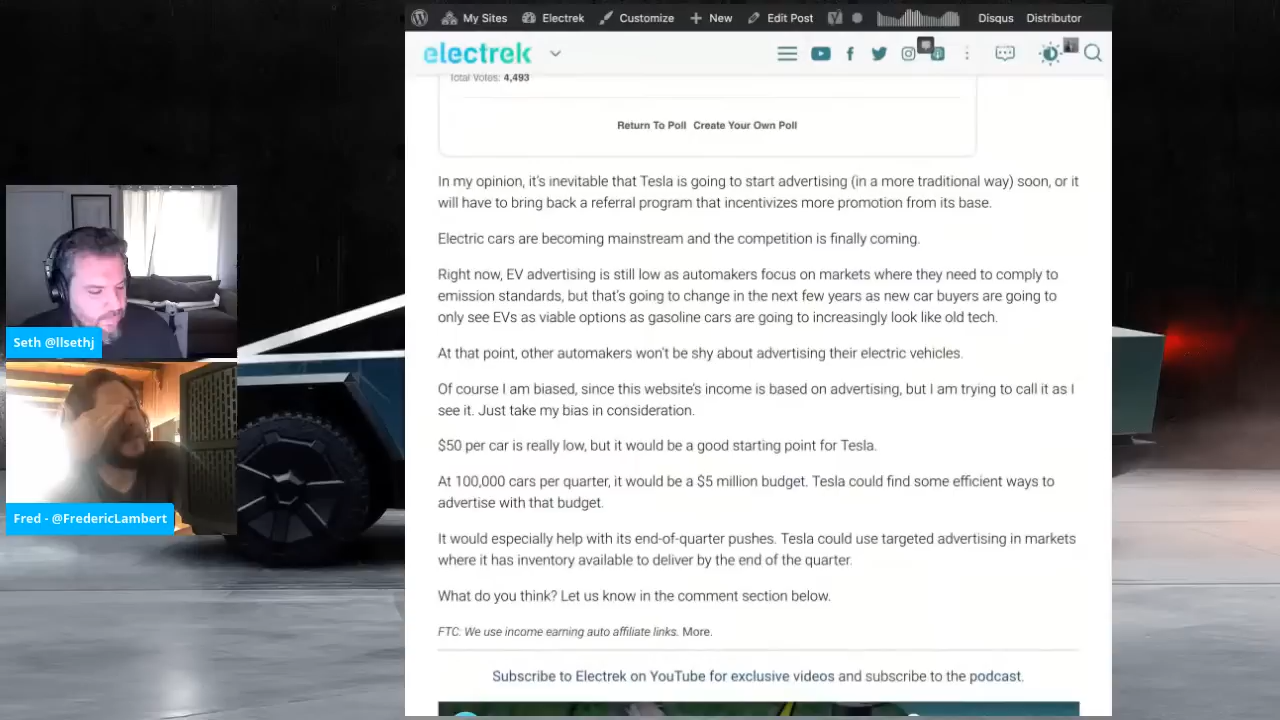 My Sites
Electrek
Customize
New
Edit Post
Disqus
Distributor
electrek
Total Votes: 4,493
Return To Poll Create Your Own Poll
In my opinion, it's inevitable that Tesla is going to start advertising (in a more traditional way) soon, or it
will have to bring back a referral program that incentivizes more promotion from its base.
Electric cars are becoming mainstream and the competition is finally coming.
Right now, EV advertising is still low as automakers focus on markets where they need to comply to
emission standards, but that's going to change in the next few years as new car buyers are going to
only see EVs as viable options as gasoline cars are going to increasingly look like old tech.
At that point, other automakers won't be shy about advertising their electric vehicles.
Of course I am biased, since this website's income is based on advertising, but I am trying to call it as I
see it. Just take my bias in consideration.
$50 per car is really low, but it would be a good starting point for Tesla.
At 100,000 cars per quarter, it would be a $5 million budget. Tesla could find some efficient ways to
advertise with that budget.
It would especially help with its end-of-quarter pushes. Tesla could use targeted advertising in markets
where it has inventory available to deliver by the end of the quarter.
What do you think? Let us know in the comment section below.
FTC: We use income earning auto affiliate links. More.
Subscribe to Electrek on YouTube for exclusive videos and subscribe to the podcast.
Seth @llsethj
Fred - @FredericLambert